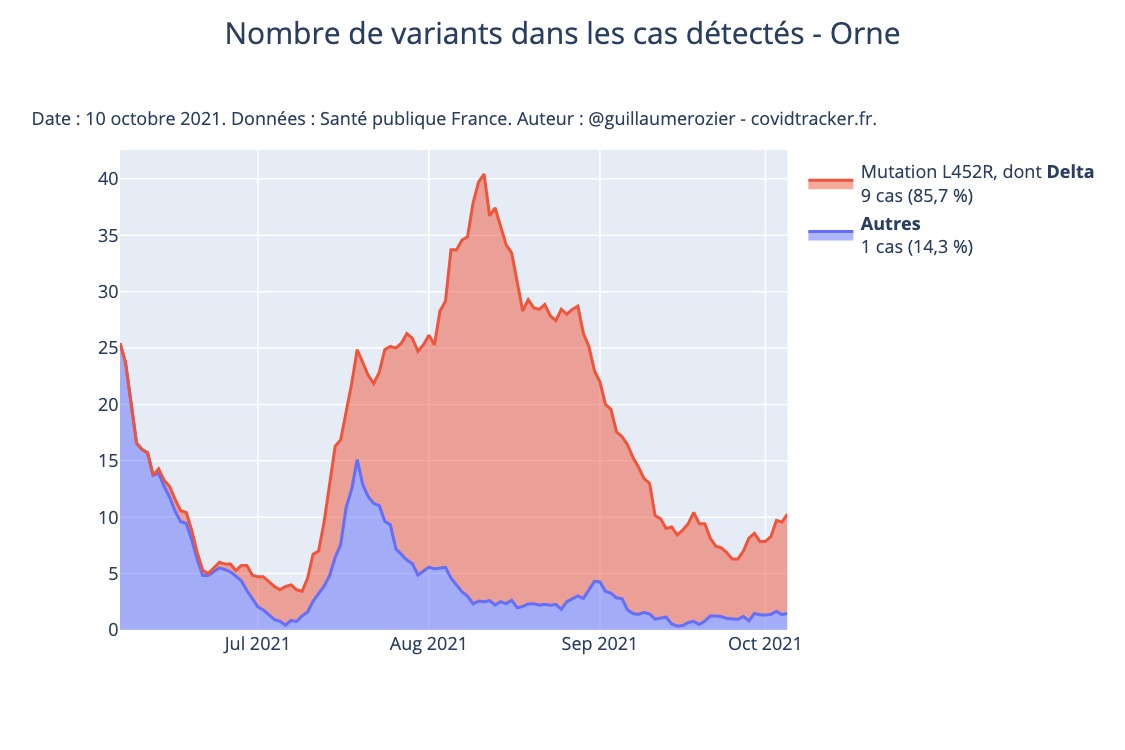 Nombre de variants dans les cas détectés - Orne
Date : 10 octobre 2021. Données : Santé publique France. Auteur : @guillaumerozier - covidtracker.fr.
Mutation L452R, dont Delta
9 cas (85,7 %)
Autres
1 cas (14,3 %)
40
35
30
25
20
15
10
5
0
Jul 2021
Aug 2021
Sep 2021
Oct 2021